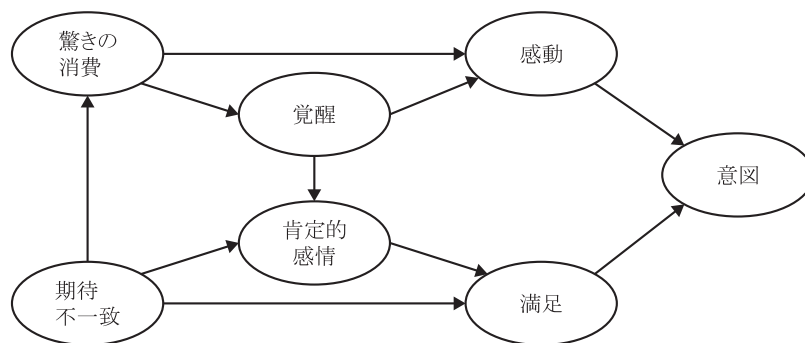 驚きの
消費
感動
覚醒
意図
肯定的
感情
期待
不一致
満足